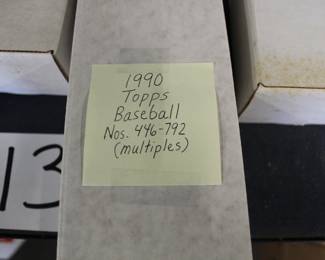 1990
Topps
Baseball
Nos. 446-792
(multiples)
13